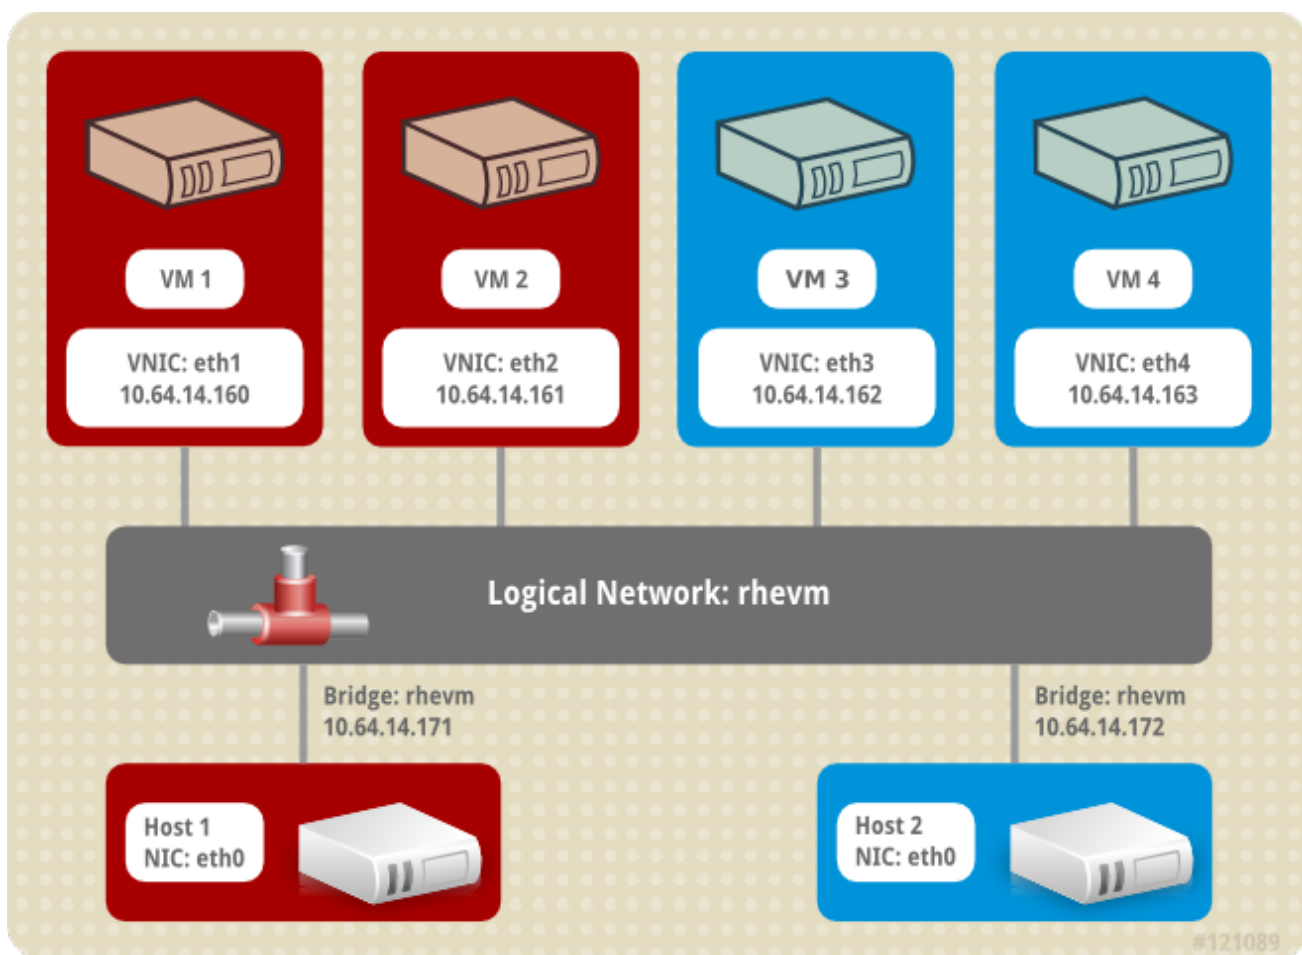 VM 1
VM 2
VM 3
VM 4
VNIC: eth1
10.64.14.160
VNIC: eth2
10.64.14.161
VNIC: eth3
10.64.14.162
VNIC: eth4
10.64.14.163
Logical Network: rhevm
Bridge: rhevm
10.64.14.171
Bridge: rhevm
10.64.14.172
Host 1
NIC: eth0
Host 2
NIC: eth0
#121089